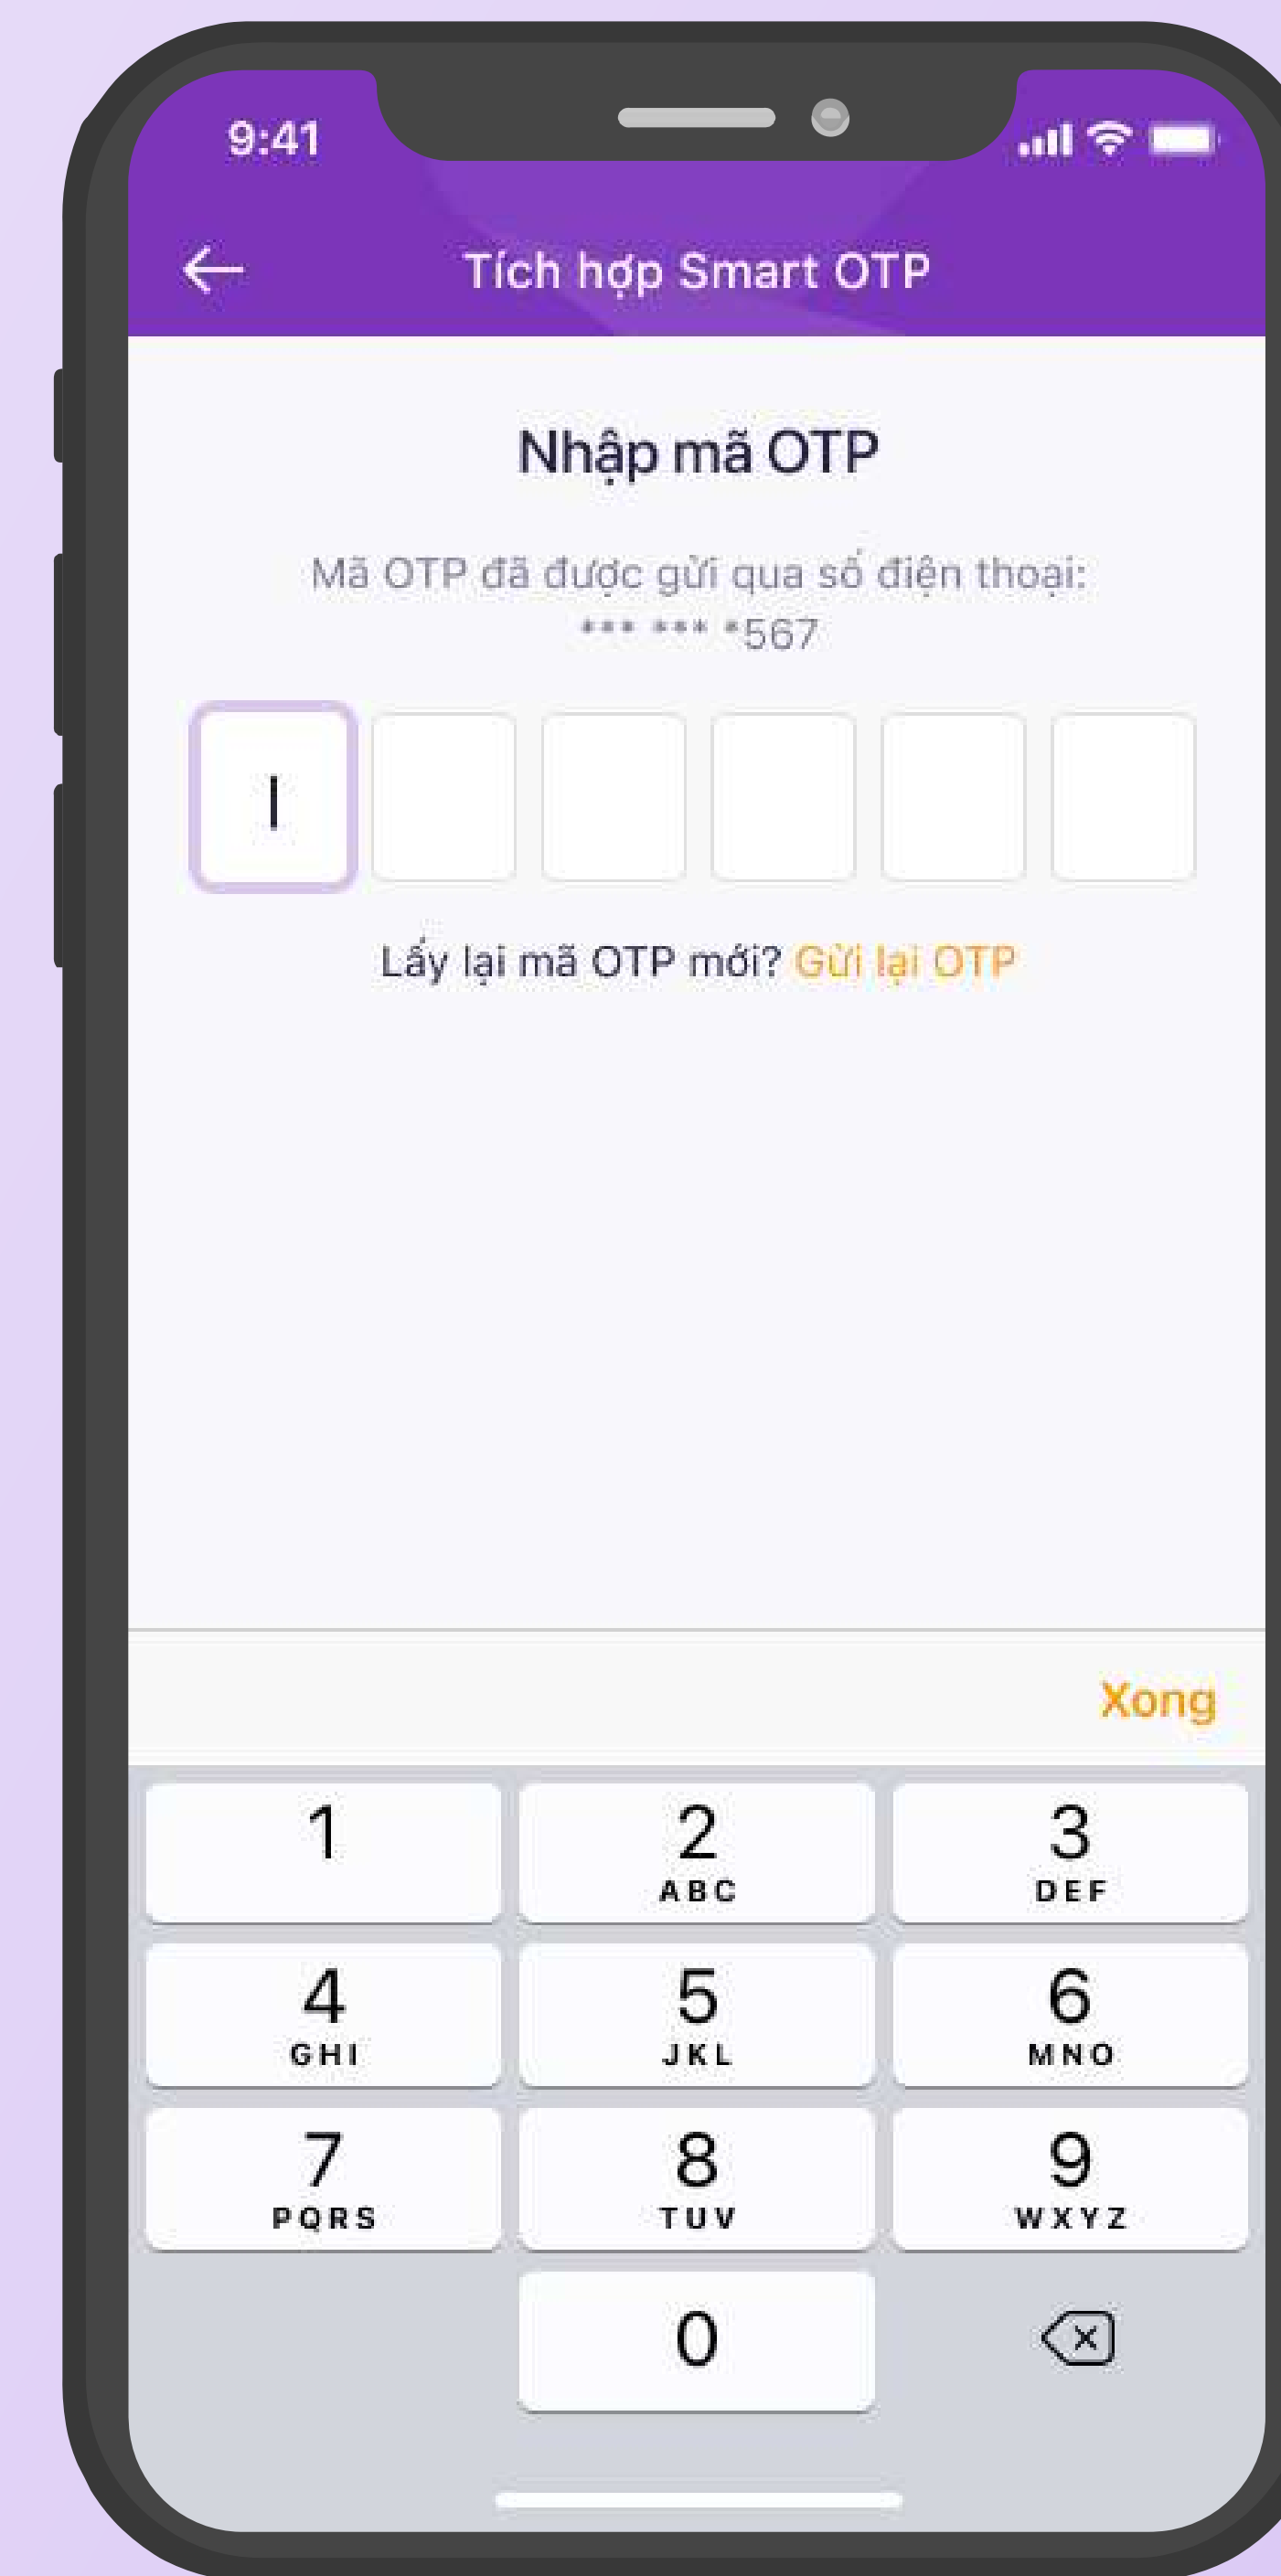 9:41
Tích hợp Smart OTP
Nhập mã OTP
Mã OTP đã được gửi qua số điện thoại:
*** *** *567
Lấy lại mã OTP mới? Gửi lại OTP
Xong
1 2 3
ABC DEF
4 5 6
GHI JKL MNO
7 8 9
PQRS TUV WXYZ
0